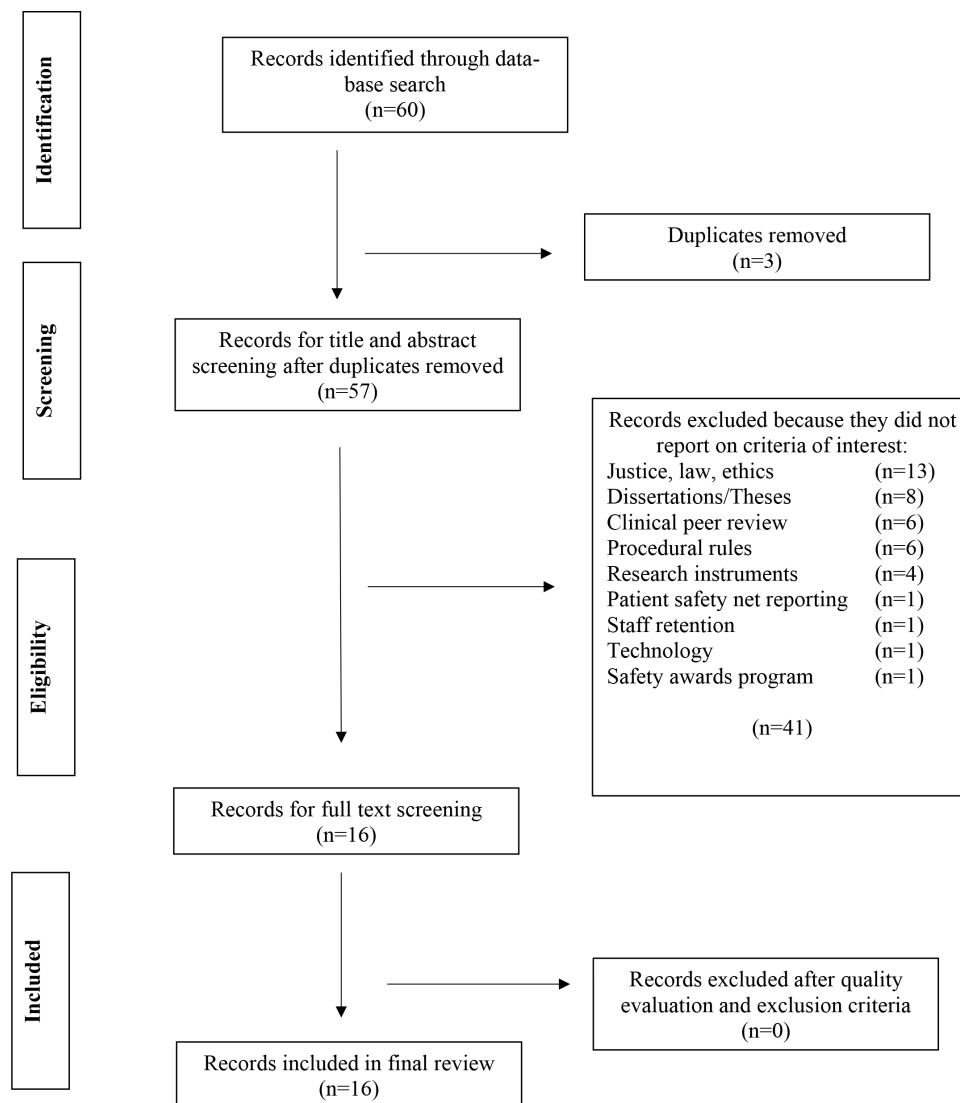 Identification
Records identified through data-
base search
(n=60)
Duplicates removed
(n=3)
Screening
Records for title and abstract
screening after duplicates removed
(n=57)
Records excluded because they did not
report on criteria of interest:
Justice, law, ethics (n=13)
Dissertations/Theses (n=8)
Clinical peer review (n=6)
Procedural rules (n=6)
Research instruments (n=4)
Patient safety net reporting (n=1)
Staff retention (n=1)
Technology (n=1)
Safety awards program (n=1)
(n=41)
Eligibility
Records for full text screening
(n=16)
Included
Records excluded after quality
evaluation and exclusion criteria
(n=0)
Records included in final review
(n=16)